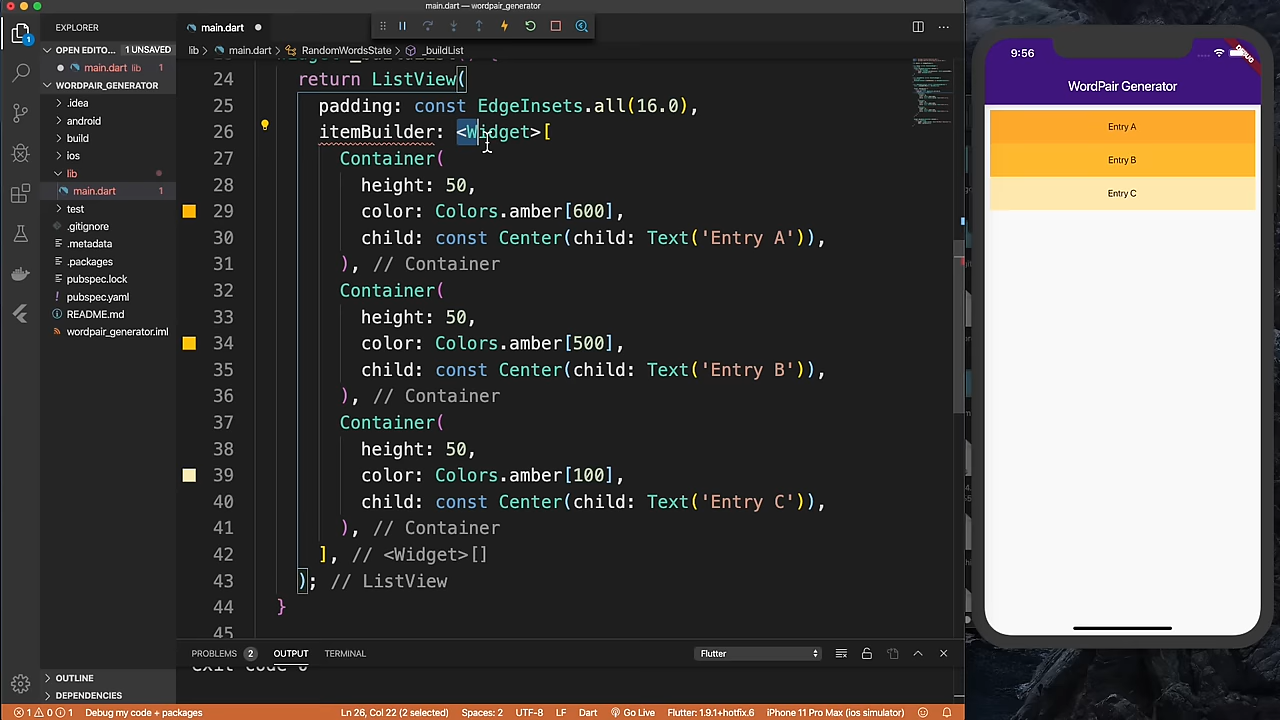 main.dart — wordpair_generator
EXPLORER
OPEN EDITO... 1 UNSAVED
main.dart lib 1
WORDPAIR_GENERATOR
.idea
android
build
ios
lib
main.dart 1
test
.gitignore
.metadata
.packages
pubspec.lock
pubspec.yaml
README.md
wordpair_generator.iml
OUTLINE
DEPENDENCIES
1
main.dart
lib > main.dart > RandomWordsState > _buildList
24 return ListView(
25 padding: const EdgeInsets.all(16.0),
26 itemBuilder: <Widget>[
27 Container(
28 height: 50,
29 color: Colors.amber[600],
30 child: const Center(child: Text('Entry A')),
31 ), // Container
32 Container(
33 height: 50,
34 color: Colors.amber[500],
35 child: const Center(child: Text('Entry B')),
36 ), // Container
37 Container(
38 height: 50,
39 color: Colors.amber[100],
40 child: const Center(child: Text('Entry C')),
41 ), // Container
42 ], // <Widget>[]
43 ); // ListView
44 }
45
PROBLEMS 2 OUTPUT TERMINAL Flutter
exit code 0
1 0 1 Debug my code + packages Ln 26, Col 22 (2 selected) Spaces: 2 UTF-8 LF Dart Go Live Flutter: 1.9.1+hotfix.6 iPhone 11 Pro Max (ios simulator)
9:56
DEBUG
WordPair Generator
Entry A
Entry B
Entry C